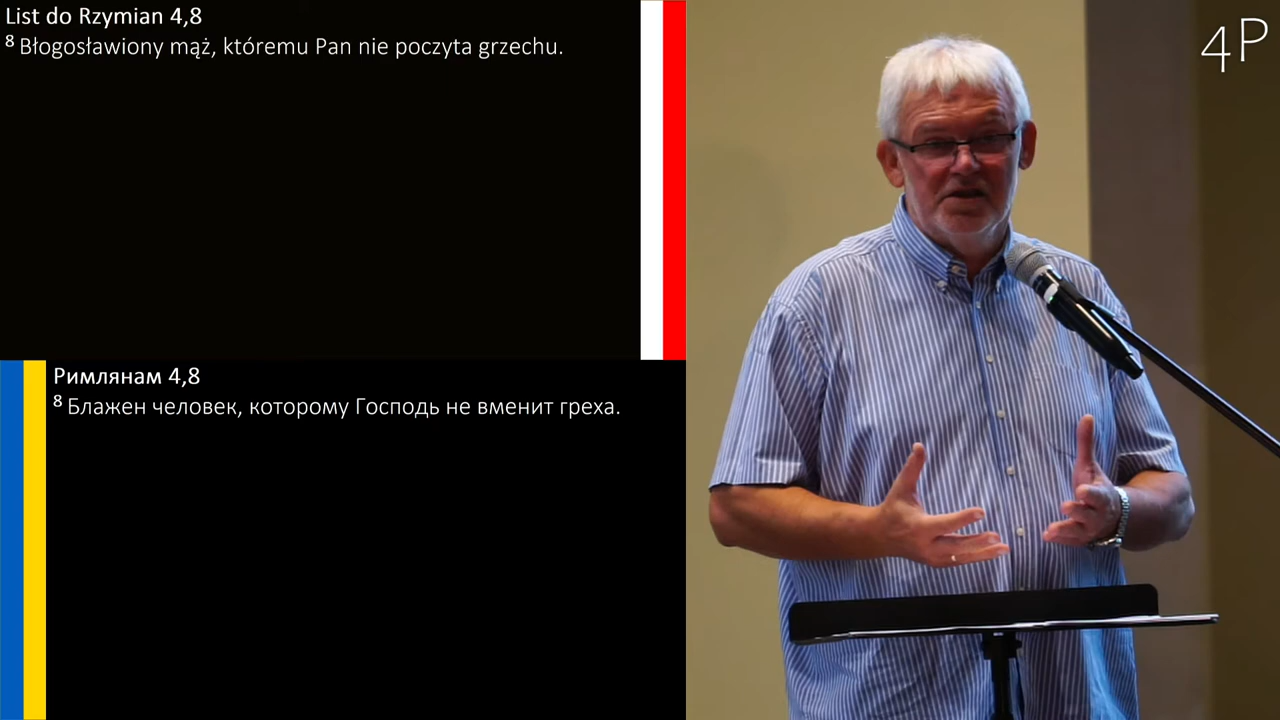 List do Rzymian 4,8
8 Błogosławiony mąż, któremu Pan nie poczyta grzechu.
4P
Римлянам 4,8
8 Блажен человек, которому Господь не вменит греха.